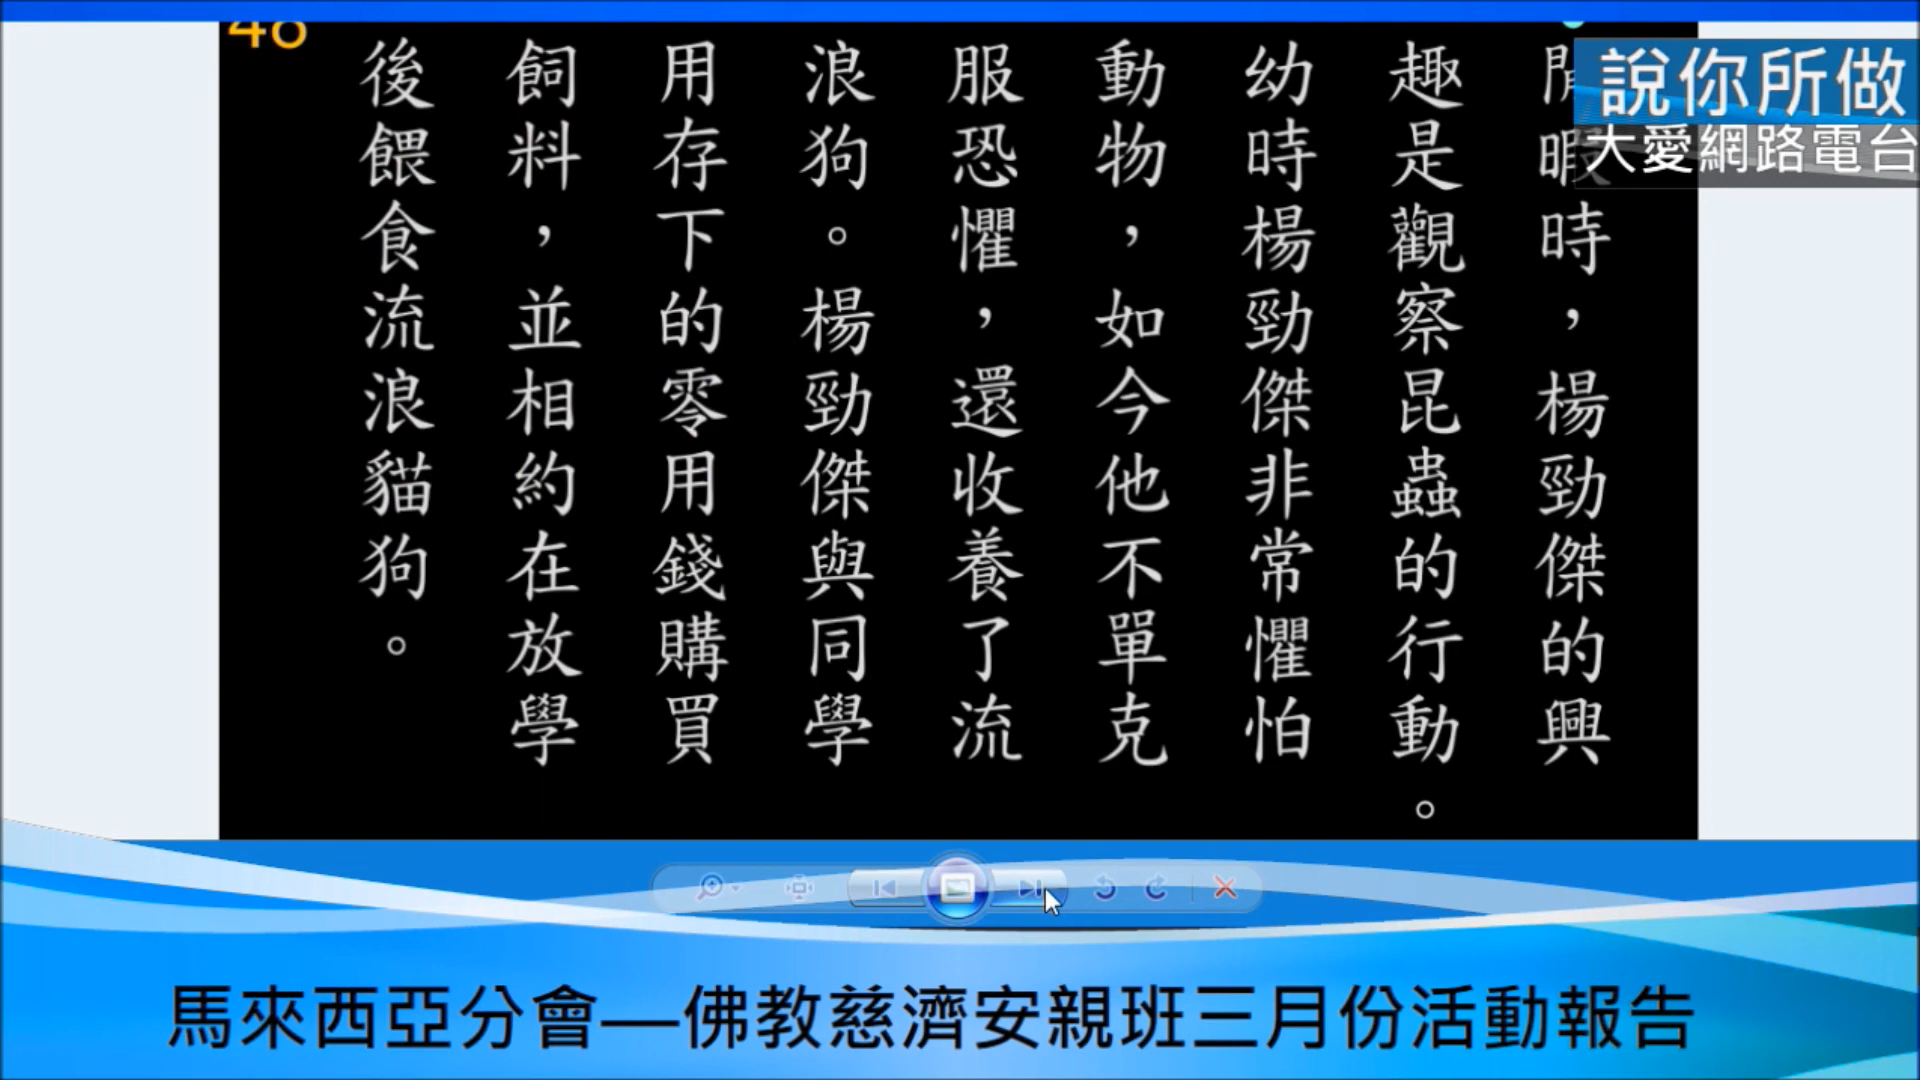 48
說你所做
大愛網路電台
閒暇時，楊勁傑的興
趣是觀察昆蟲的行動。
幼時楊勁傑非常懼怕
動物，如今他不單克
服恐懼，還收養了流
浪狗。楊勁傑與同學
用存下的零用錢購買
飼料，並相約在放學
後餵食流浪貓狗。
馬來西亞分會—佛教慈濟安親班三月份活動報告